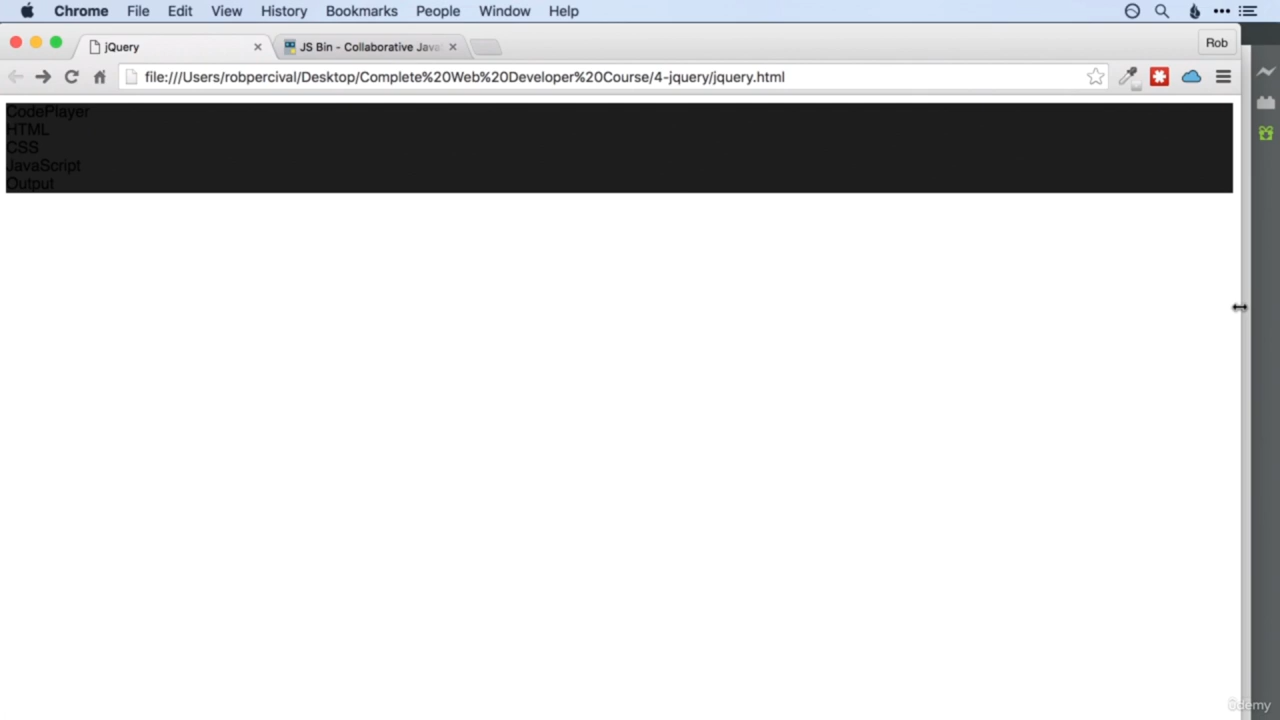 Chrome File Edit View History Bookmarks People Window Help
jQuery
JS Bin - Collaborative Java
Rob
file:///Users/robpercival/Desktop/Complete%20Web%20Developer%20Course/4-jquery/jquery.html
CodePlayer
HTML
CSS
JavaScript
Output
ûdemy